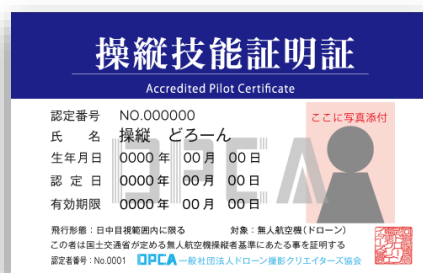 操縦技能証明証
Accredited Pilot Certificate
認定番号 NO.000000
氏 名 操縦 どろーん
生年月日 0000 年 00 月 00 日
認 定 日 0000 年 00 月 00 日
有効期限 0000 年 00 月 00 日
ここに写真添付
DPCA
飛行形態:日中目視範囲内に限る 対象:無人航空機(ドローン)
この者は国土交通省が定める無人航空機操縦者基準にあたる事を証明する
認定者番号:No.0001 DPCA 一般社団法人ドローン撮影クリエイターズ協会